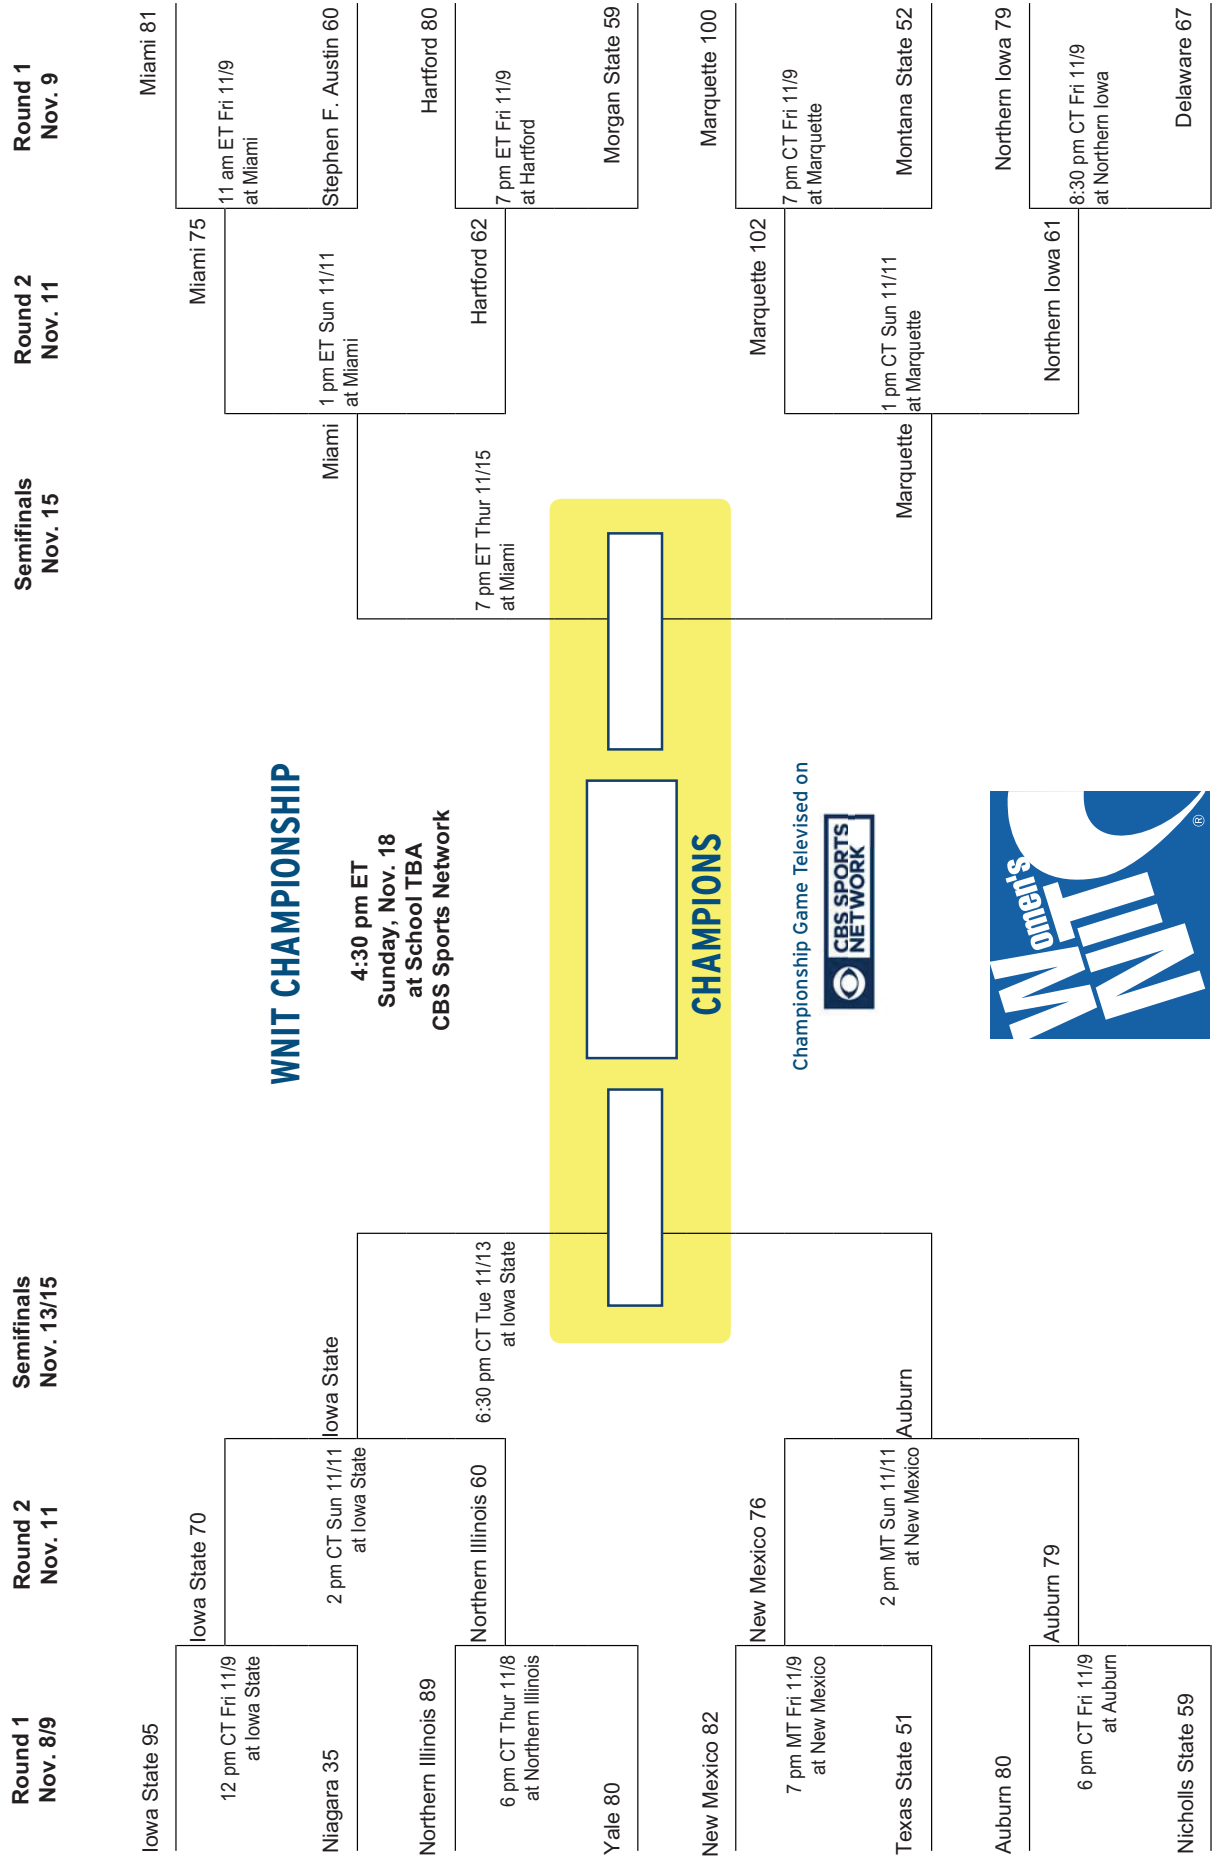 Round 1
Nov. 8/9
Round 2
Nov. 11
Semifinals
Nov. 13/15
Semifinals
Nov. 15
Round 2
Nov. 11
Round 1
Nov. 9
Iowa State 95
12 pm CT Fri 11/9
at Iowa State
Niagara 35
Northern Illinois 89
6 pm CT Thur 11/8
at Northern Illinois
Yale 80
New Mexico 82
7 pm MT Fri 11/9
at New Mexico
Texas State 51
Auburn 80
6 pm CT Fri 11/9
at Auburn
Nicholls State 59
Iowa State 70
2 pm CT Sun 11/11
at Iowa State
Northern Illinois 60
New Mexico 76
2 pm MT Sun 11/11
at New Mexico
Auburn 79
Iowa State
6:30 pm CT Tue 11/13
at Iowa State
Auburn
WNIT CHAMPIONSHIP
4:30 pm ET
Sunday, Nov. 18
at School TBA
CBS Sports Network
CHAMPIONS
Championship Game Televised on
CBS SPORTS
NETWORK
Women's
NIT
®
Miami
7 pm ET Thur 11/15
at Miami
Marquette
Miami 75
1 pm ET Sun 11/11
at Miami
Hartford 62
Marquette 102
1 pm CT Sun 11/11
at Marquette
Northern Iowa 61
Miami 81
11 am ET Fri 11/9
at Miami
Stephen F. Austin 60
Hartford 80
7 pm ET Fri 11/9
at Hartford
Morgan State 59
Marquette 100
7 pm CT Fri 11/9
at Marquette
Montana State 52
Northern Iowa 79
8:30 pm CT Fri 11/9
at Northern Iowa
Delaware 67